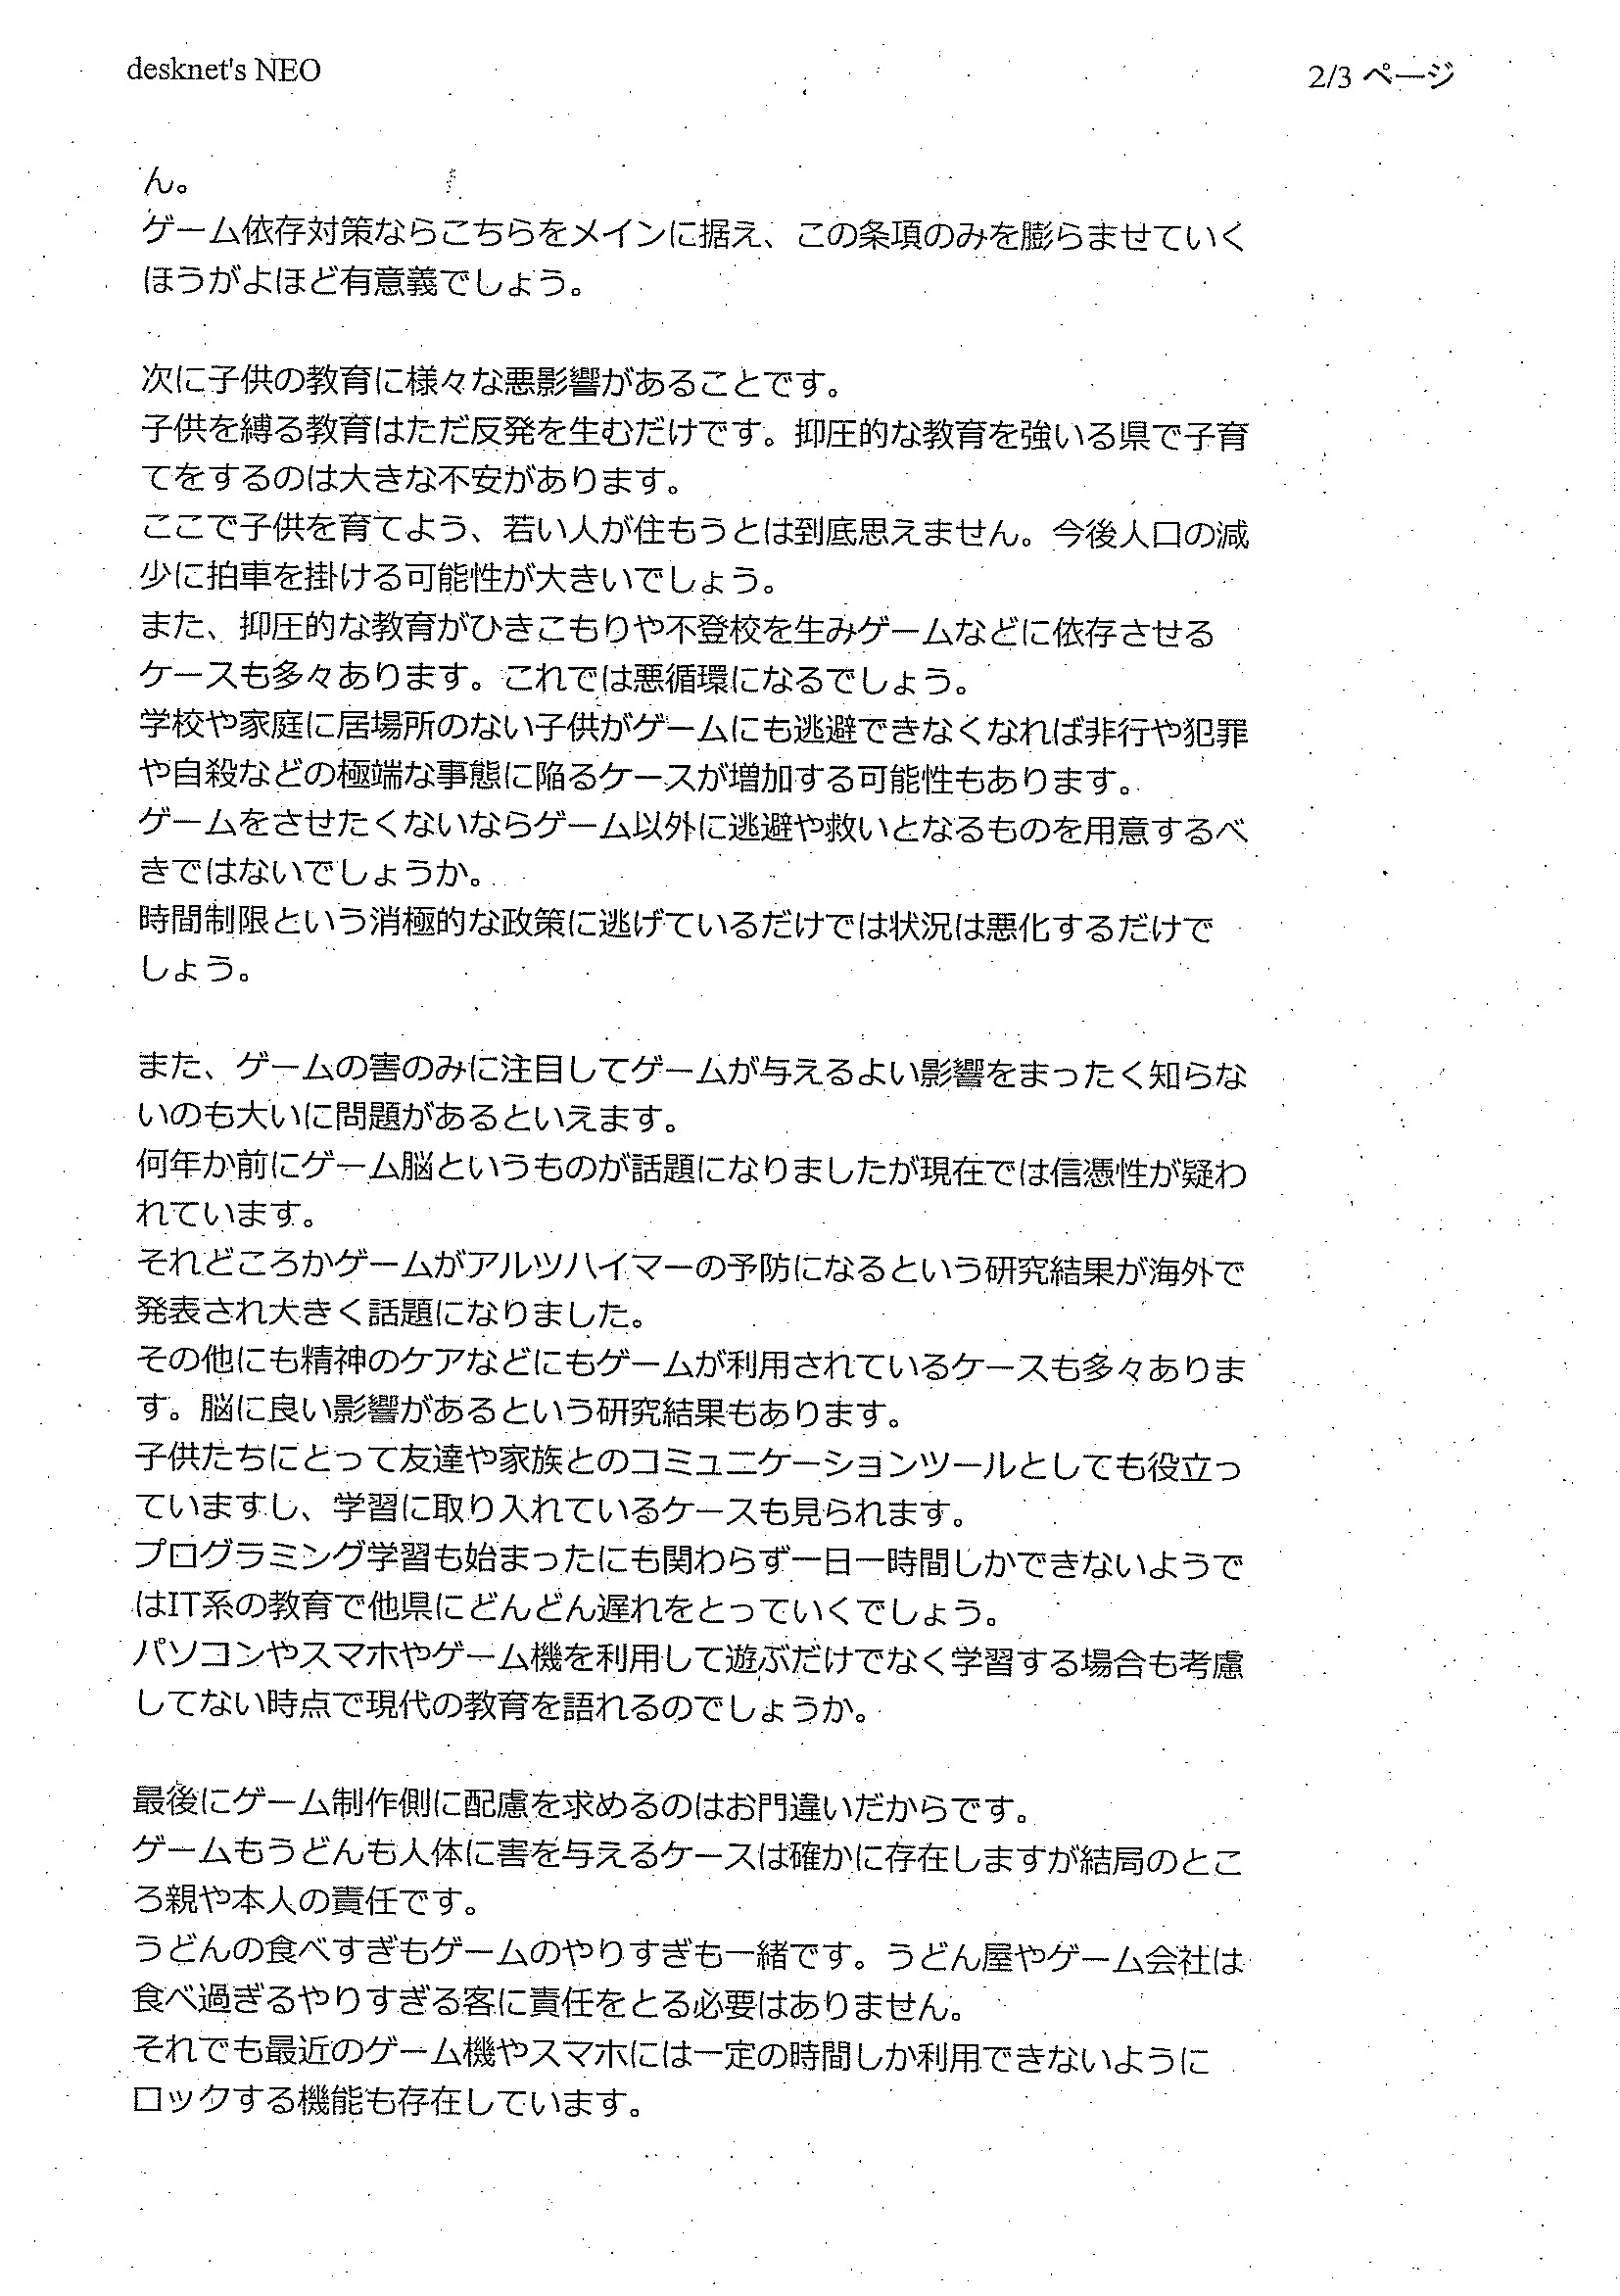 desknet's NEO
2/3 ページ
ん。
ゲーム依存対策ならこちらをメインに据え、この条項のみを膨らませていく
ほうがよほど有意義でしょう。
次に子供の教育に様々な悪影響があることです。
子供を縛る教育はただ反発を生むだけです。抑圧的な教育を強いる県で子育
てをするのは大きな不安があります。
ここで子供を育てよう、若い人が住もうとは到底思えません。今後人口の減
少に拍車を掛ける可能性が大きいでしょう。
また、抑圧的な教育がひきこもりや不登校を生みゲームなどに依存させる
ケースも多々あります。これでは悪循環になるでしょう。
学校や家庭に居場所のない子供がゲームにも逃避できなくなれば非行や犯罪
や自殺などの極端な事態に陥るケースが増加する可能性もあります。
ゲームをさせたくないならゲーム以外に逃避や救いとなるものを用意するべ
きではないでしょうか。
時間制限という消極的な政策に逃げているだけでは状況は悪化するだけで
しょう。
また、ゲームの害のみに注目してゲームが与えるよい影響をまったく知らな
いのも大いに問題があるといえます。
何年か前にゲーム脳というものが話題になりましたが現在では信憑性が疑わ
れています。
それどころかゲームがアルツハイマーの予防になるという研究結果が海外で
発表され大きく話題になりました。
その他にも精神のケアなどにもゲームが利用されているケースも多々ありま
す。脳に良い影響があるという研究結果もあります。
子供たちにとって友達や家族とのコミュニケーションツールとしても役立っ
ていますし、学習に取り入れているケースも見られます。
プログラミング学習も始まったにも関わらず一日一時間しかできないようで
はIT系の教育で他県にどんどん遅れをとっていくでしょう。
パソコンやスマホやゲーム機を利用して遊ぶだけでなく学習する場合も考慮
してない時点で現代の教育を語れるのでしょうか。
最後にゲーム制作側に配慮を求めるのはお門違いだからです。
ゲームもうどんも人体に害を与えるケースは確かに存在しますが結局のとこ
ろ親や本人の責任です。
うどんの食べすぎもゲームのやりすぎも一緒です。うどん屋やゲーム会社は
食べ過ぎるやりすぎる客に責任をとる必要はありません。
それでも最近のゲーム機やスマホには一定の時間しか利用できないように
ロックする機能も存在しています。